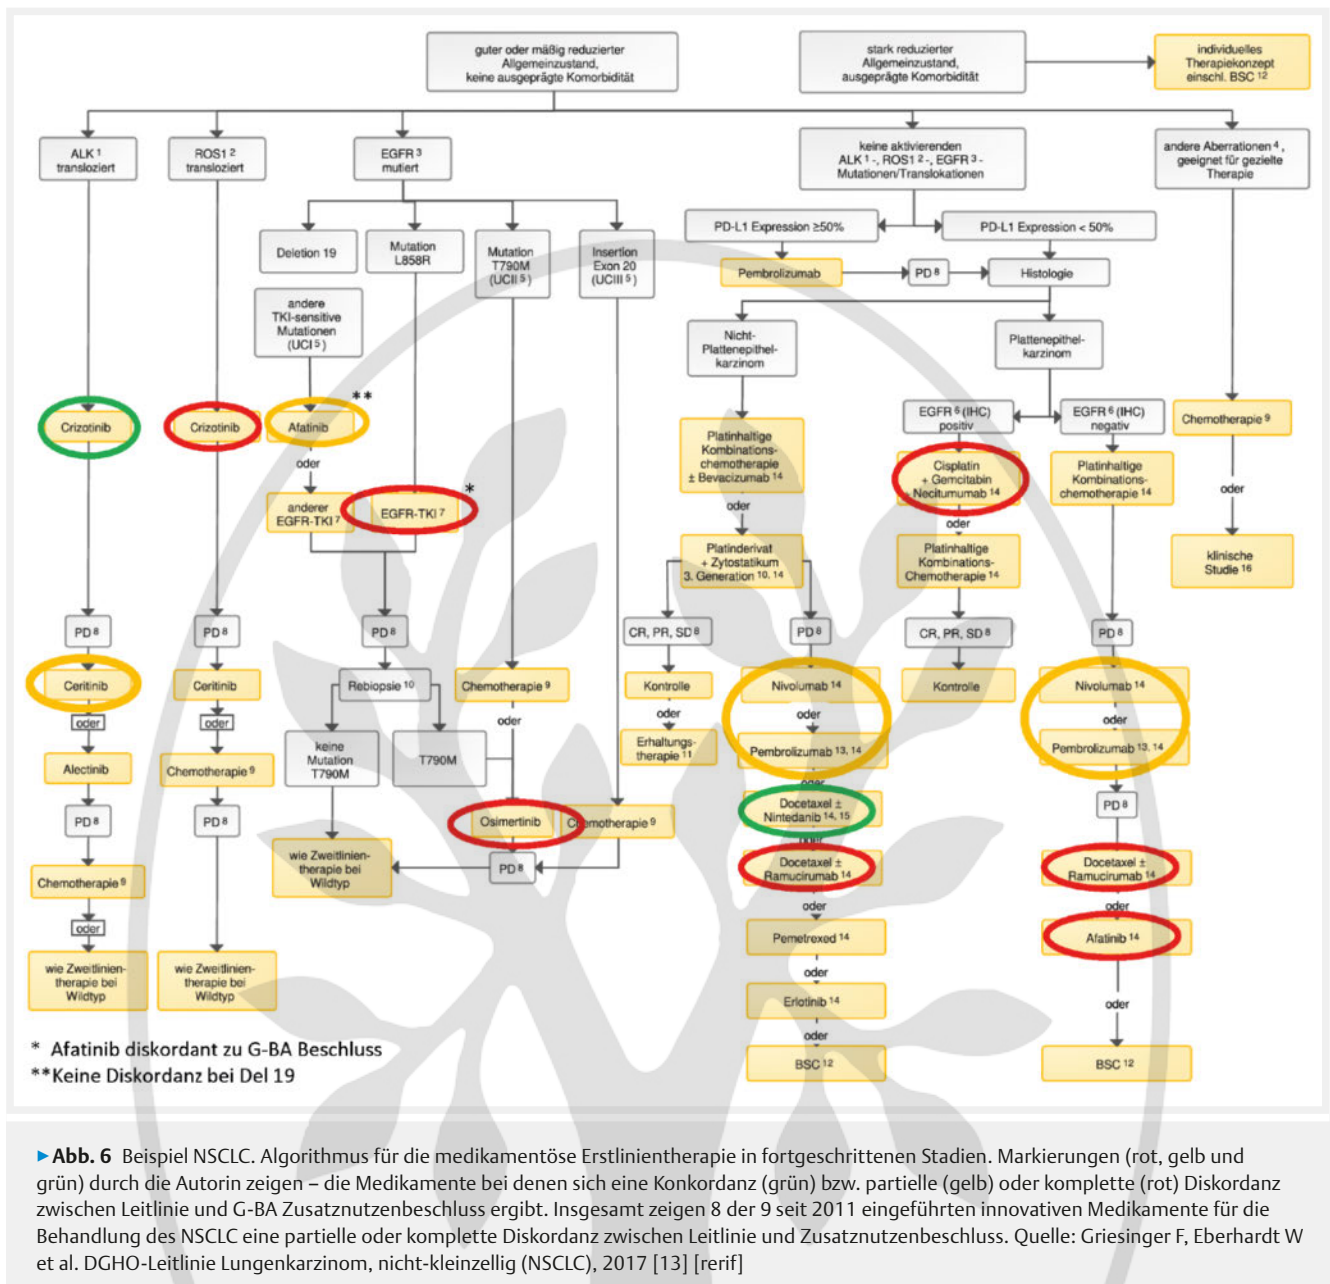 guter oder mäßig reduzierter
Allgemeinzustand,
keine ausgeprägte Komorbidität
stark reduzierter
Allgemeinzustand,
ausgeprägte Komorbidität
individuelles
Therapiekonzept
einschl. BSC 12
ALK 1
transloziert
ROS1 2
transloziert
EGFR 3
mutiert
keine aktivierenden
ALK 1 -, ROS1 2 -, EGFR 3 -
Mutationen/Translokationen
andere Aberrationen 4 ,
geeignet für gezielte
Therapie
Deletion 19
Mutation
L858R
Mutation
T790M
(UCII 5 )
Insertion
Exon 20
(UCIII 5 )
PD-L1 Expression ≥50%
PD-L1 Expression < 50%
Pembrolizumab
PD 8
Histologie
andere
TKI-sensitive
Mutationen
(UCI 5 )
Nicht-
Plattenepithel-
karzinom
Plattenepithel-
karzinom
**
Crizotinib
Crizotinib
Afatinib
EGFR 6 (IHC)
positiv
EGFR 6 (IHC)
negativ
Chemotherapie 9
oder
anderer
EGFR-TKI 7
*
EGFR-TKI 7
Platinhaltige
Kombinations-
chemotherapie
± Bevacizumab 14
Cisplatin
+ Gemcitabin
+ Necitumumab 14
Platinhaltige
Kombinations-
chemotherapie 14
oder
oder
oder
Platinderivat
+ Zytostatikum
3. Generation 10, 14
Platinhaltige
Kombinations-
Chemotherapie 14
klinische
Studie 16
PD 8
PD 8
PD 8
CR, PR, SD 8
PD 8
CR, PR, SD 8
PD 8
Ceritinib
Ceritinib
Rebiopsie 10
Chemotherapie 9
Kontrolle
Nivolumab 14
Kontrolle
Nivolumab 14
oder
oder
oder
oder
oder
oder
Alectinib
Chemotherapie 9
keine
Mutation
T790M
T790M
Erhaltungs-
therapie 11
Pembrolizumab 13, 14
Pembrolizumab 13, 14
oder
PD 8
PD 8
Osimertinib
Chemotherapie 9
Docetaxel ±
Nintedanib 14, 15
PD 8
oder
Chemotherapie 9
wie Zweitlinien-
therapie bei
Wildtyp
PD 8
Docetaxel ±
Ramucirumab 14
Docetaxel ±
Ramucirumab 14
oder
oder
oder
Pemetrexed 14
Afatinib 14
wie Zweitlinien-
therapie bei
Wildtyp
wie Zweitlinien-
therapie bei
Wildtyp
oder
Erlotinib 14
oder
oder
BSC 12
BSC 12
* Afatinib diskordant zu G-BA Beschluss
**Keine Diskordanz bei Del 19
►Abb. 6 Beispiel NSCLC. Algorithmus für die medikamentöse Erstlinientherapie in fortgeschrittenen Stadien. Markierungen (rot, gelb und
grün) durch die Autorin zeigen – die Medikamente bei denen sich eine Konkordanz (grün) bzw. partielle (gelb) oder komplette (rot) Diskordanz
zwischen Leitlinie und G-BA Zusatznutzenbeschluss ergibt. Insgesamt zeigen 8 der 9 seit 2011 eingeführten innovativen Medikamente für die
Behandlung des NSCLC eine partielle oder komplette Diskordanz zwischen Leitlinie und Zusatznutzenbeschluss. Quelle: Griesinger F, Eberhardt W
et al. DGHO-Leitlinie Lungenkarzinom, nicht-kleinzellig (NSCLC), 2017 [13] [rerif]